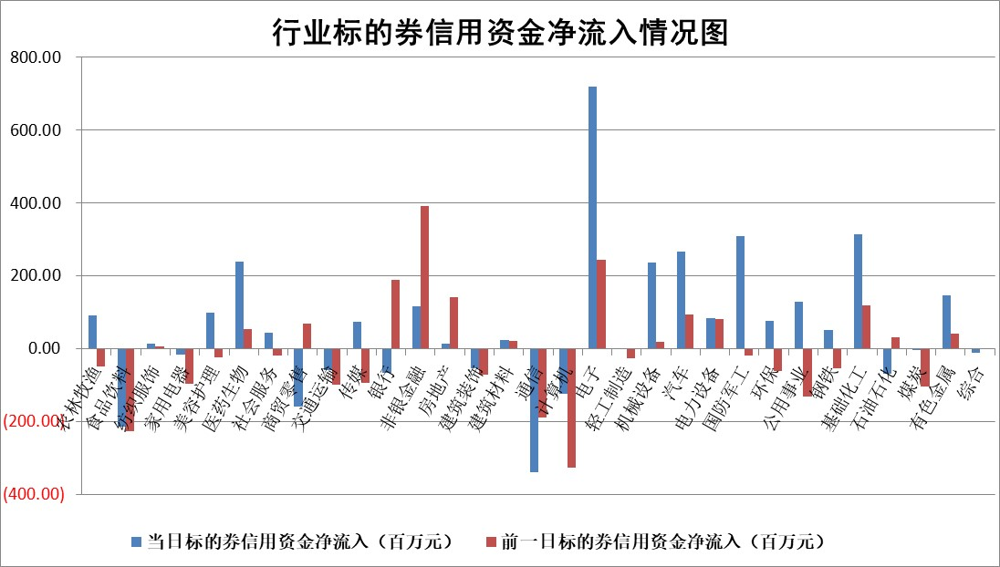 行业标的券信用资金净流入情况图
800.00
600.00
400.00
200.00
0.00
(200.00)
(400.00)
农林牧渔
食品饮料
纺织服饰
家用电器
美容护理
医药生物
社会服务
商贸零售
交通运输
传媒
银行
非银金融
房地产
建筑装饰
建筑材料
通信
计算机
电子
轻工制造
机械设备
汽车
电力设备
国防军工
环保
公用事业
钢铁
基础化工
石油石化
煤炭
有色金属
综合
当日标的券信用资金净流入（百万元）
前一日标的券信用资金净流入（百万元）